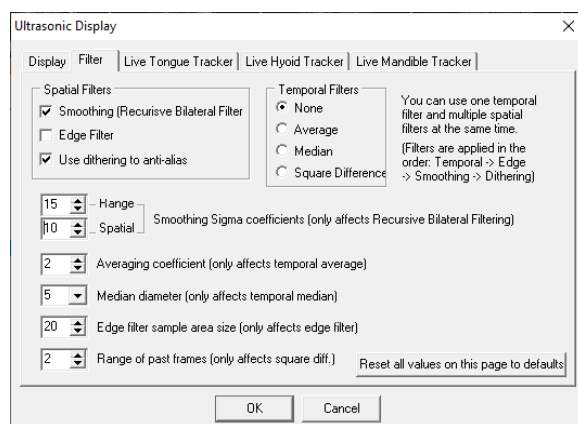 Ultrasonic Display
Display Filter Live Tongue Tracker Live Hyoid Tracker Live Mandible Tracker
Spatial Filters
Smoothing (Recurisve Bilateral Filter
Edge Filter
Use dithering to anti-alias
Temporal Filters
None
Average
Median
Square Difference
You can use one temporal
filter and multiple spatial
filters at the same time.
(Filters are applied in the
order: Temporal -> Edge
-> Smoothing -> Dithering)
15 Hange
10 Spatial
Smoothing Sigma coefficients (only affects Recursive Bilateral Filtering)
2 Averaging coefficient (only affects temporal average)
5 Median diameter (only affects temporal median)
20 Edge filter sample area size (only affects edge filter)
2 Range of past frames (only affects square diff.)
Reset all values on this page to defaults
OK Cancel